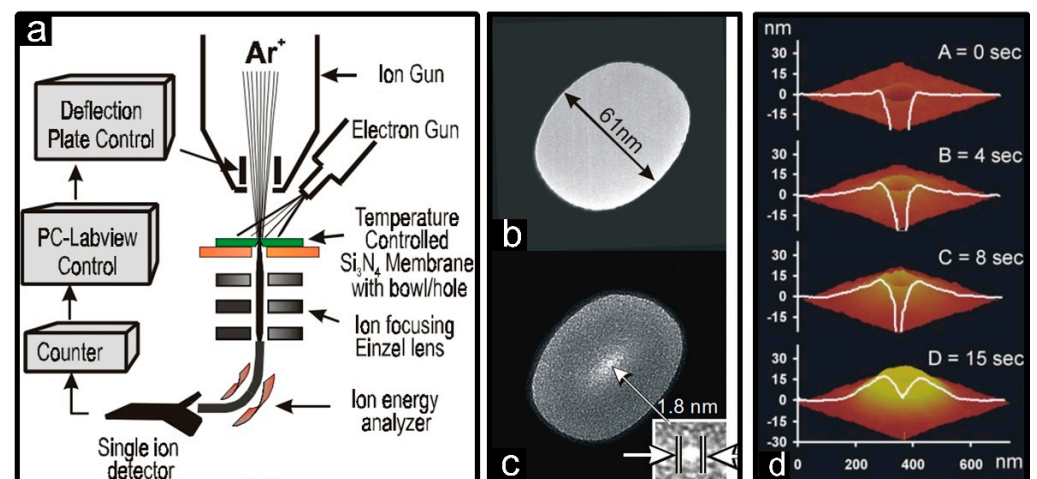 a
Ar⁺
Ion Gun
Deflection
Plate Control
Electron Gun
PC-Labview
Control
Temperature
Controlled
Si₃N₄ Membrane
with bowl/hole
Ion focusing
Einzel lens
Counter
Ion energy
analyzer
Single ion
detector
61nm
b
1.8 nm
c
nm
A = 0 sec
30
15
0
-15
B = 4 sec
30
15
0
-15
C = 8 sec
30
15
0
-15
D = 15 sec
30
15
0
-15
-30
d
0
200
400
600
nm